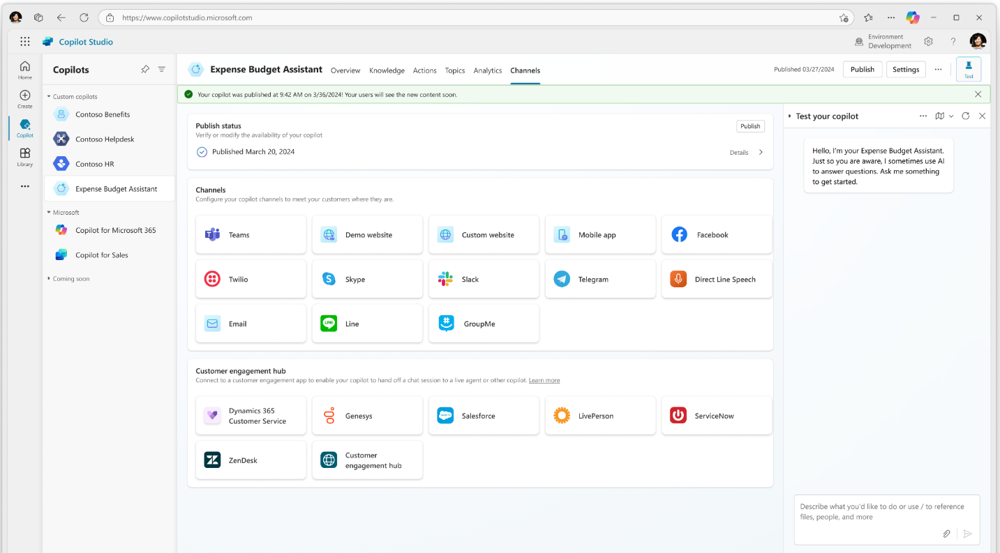 https://www.copilotstudio.microsoft.com
Copilot Studio
Environment
Development
Home
Create
Copilot
Library
Copilots
Custom copilots
Contoso Benefits
Contoso Helpdesk
Contoso HR
Expense Budget Assistant
Microsoft
Copilot for Microsoft 365
Copilot for Sales
Coming soon
Expense Budget Assistant Overview Knowledge Actions Topics Analytics Channels
Published 03/27/2024 Publish Settings ... Test
Your copilot was published at 9:42 AM on 3/36/2024! Your users will see the new content soon.
Publish status
Verify or modify the availability of your copilot
Publish
Published March 20, 2024
Details
Channels
Configure your copilot channels to meet your customers where they are.
Teams Demo website Custom website Mobile app Facebook
Twilio Skype Slack Telegram Direct Line Speech
Email LINE Line GroupMe
Customer engagement hub
Connect to a customer engagement app to enable your copilot to hand off a chat session to a live agent or other copilot. Learn more
Dynamics 365
Customer Service
Genesys Salesforce LivePerson ServiceNow
ZenDesk
Customer
engagement hub
Test your copilot
Hello, I'm your Expense Budget Assistant.
Just so you are aware, I sometimes use AI
to answer questions. Ask me something
to get started.
Describe what you'd like to do or use / to reference
files, people, and more